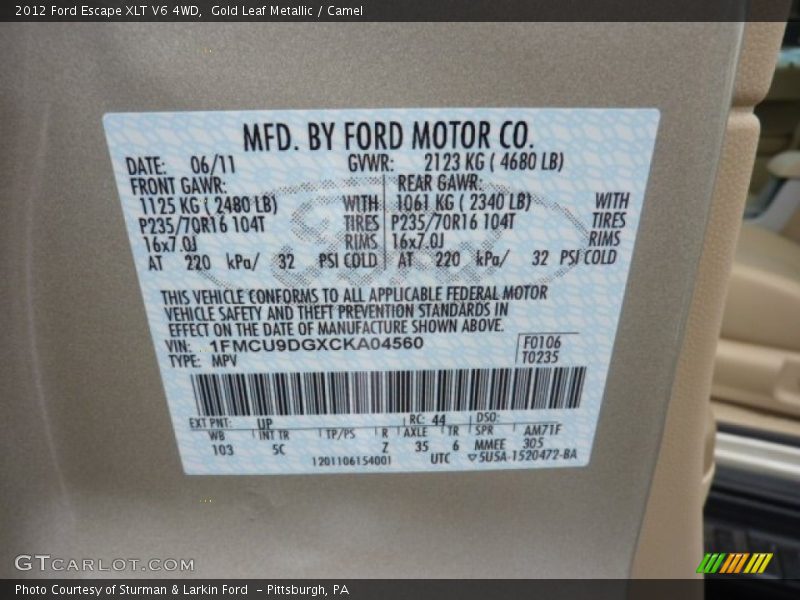 2012 Ford Escape XLT V6 4WD, Gold Leaf Metallic / Camel
MFD. BY FORD MOTOR CO.
DATE: 06/11 GVWR: 2123 KG ( 4680 LB)
FRONT GAWR: REAR GAWR:
1125 KG ( 2480 LB) WITH 1061 KG ( 2340 LB) WITH
P235/70R16 104T TIRES P235/70R16 104T TIRES
16x7.0J RIMS 16x7.0J RIMS
AT 220 kPa/ 32 PSI COLD AT 220 kPa/ 32 PSI COLD
THIS VEHICLE CONFORMS TO ALL APPLICABLE FEDERAL MOTOR
VEHICLE SAFETY AND THEFT PREVENTION STANDARDS IN
EFFECT ON THE DATE OF MANUFACTURE SHOWN ABOVE.
VIN: 1FMCU9DGXCKA04560 F0106
TYPE: MPV T0235
EXT PNT: UP RC: 44 DSO:
WB INT TR TP/PS R AXLE TR SPR AM71F
103 5C Z 35 6 MMEE 305
1201106154001 UTC ▽5U5A-1520472-BA
GTCARLOT.COM
Photo Courtesy of Sturman & Larkin Ford - Pittsburgh, PA